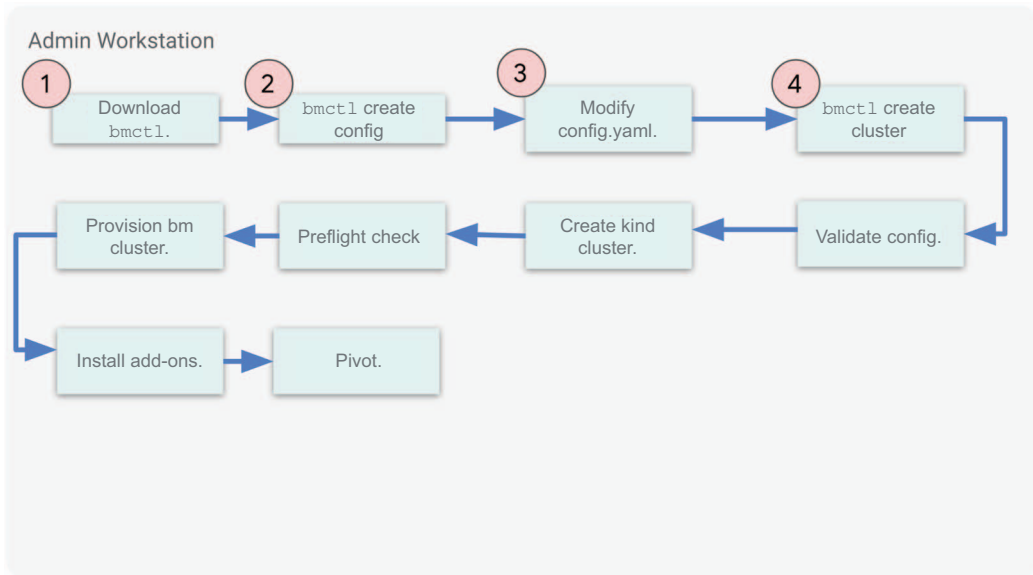 Admin Workstation
1
Download
bmctl.
2
bmctl create
config
3
Modify
config.yaml.
4
bmctl create
cluster
Validate config.
Create kind
cluster.
Preflight check
Provision bm
cluster.
Install add-ons.
Pivot.